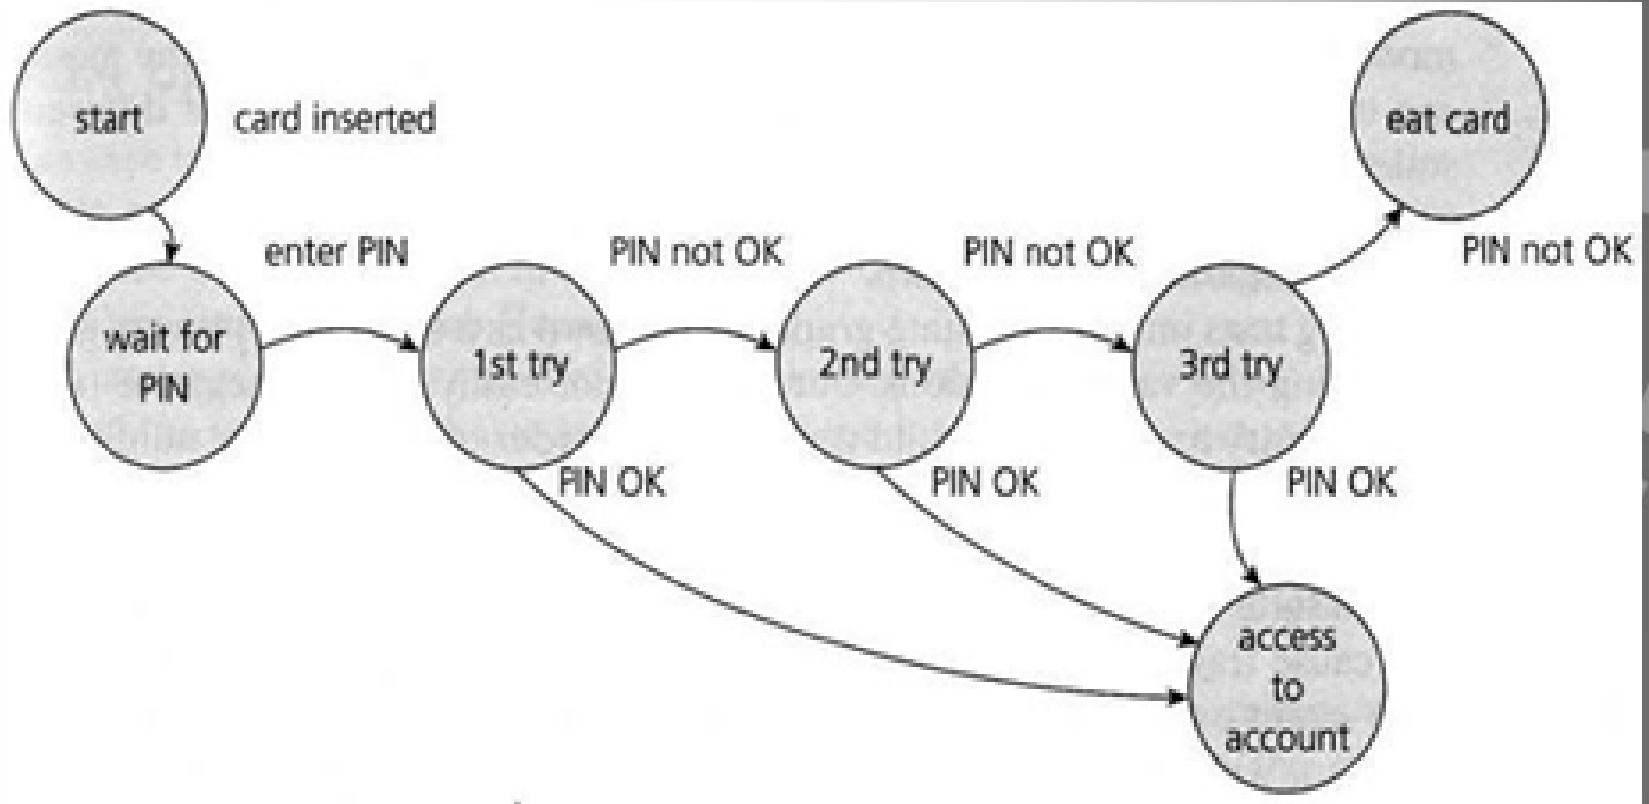 start
card inserted
eat card
enter PIN
PIN not OK
PIN not OK
PIN not OK
wait for
PIN
1st try
2nd try
3rd try
PIN OK
PIN OK
PIN OK
access
to
account